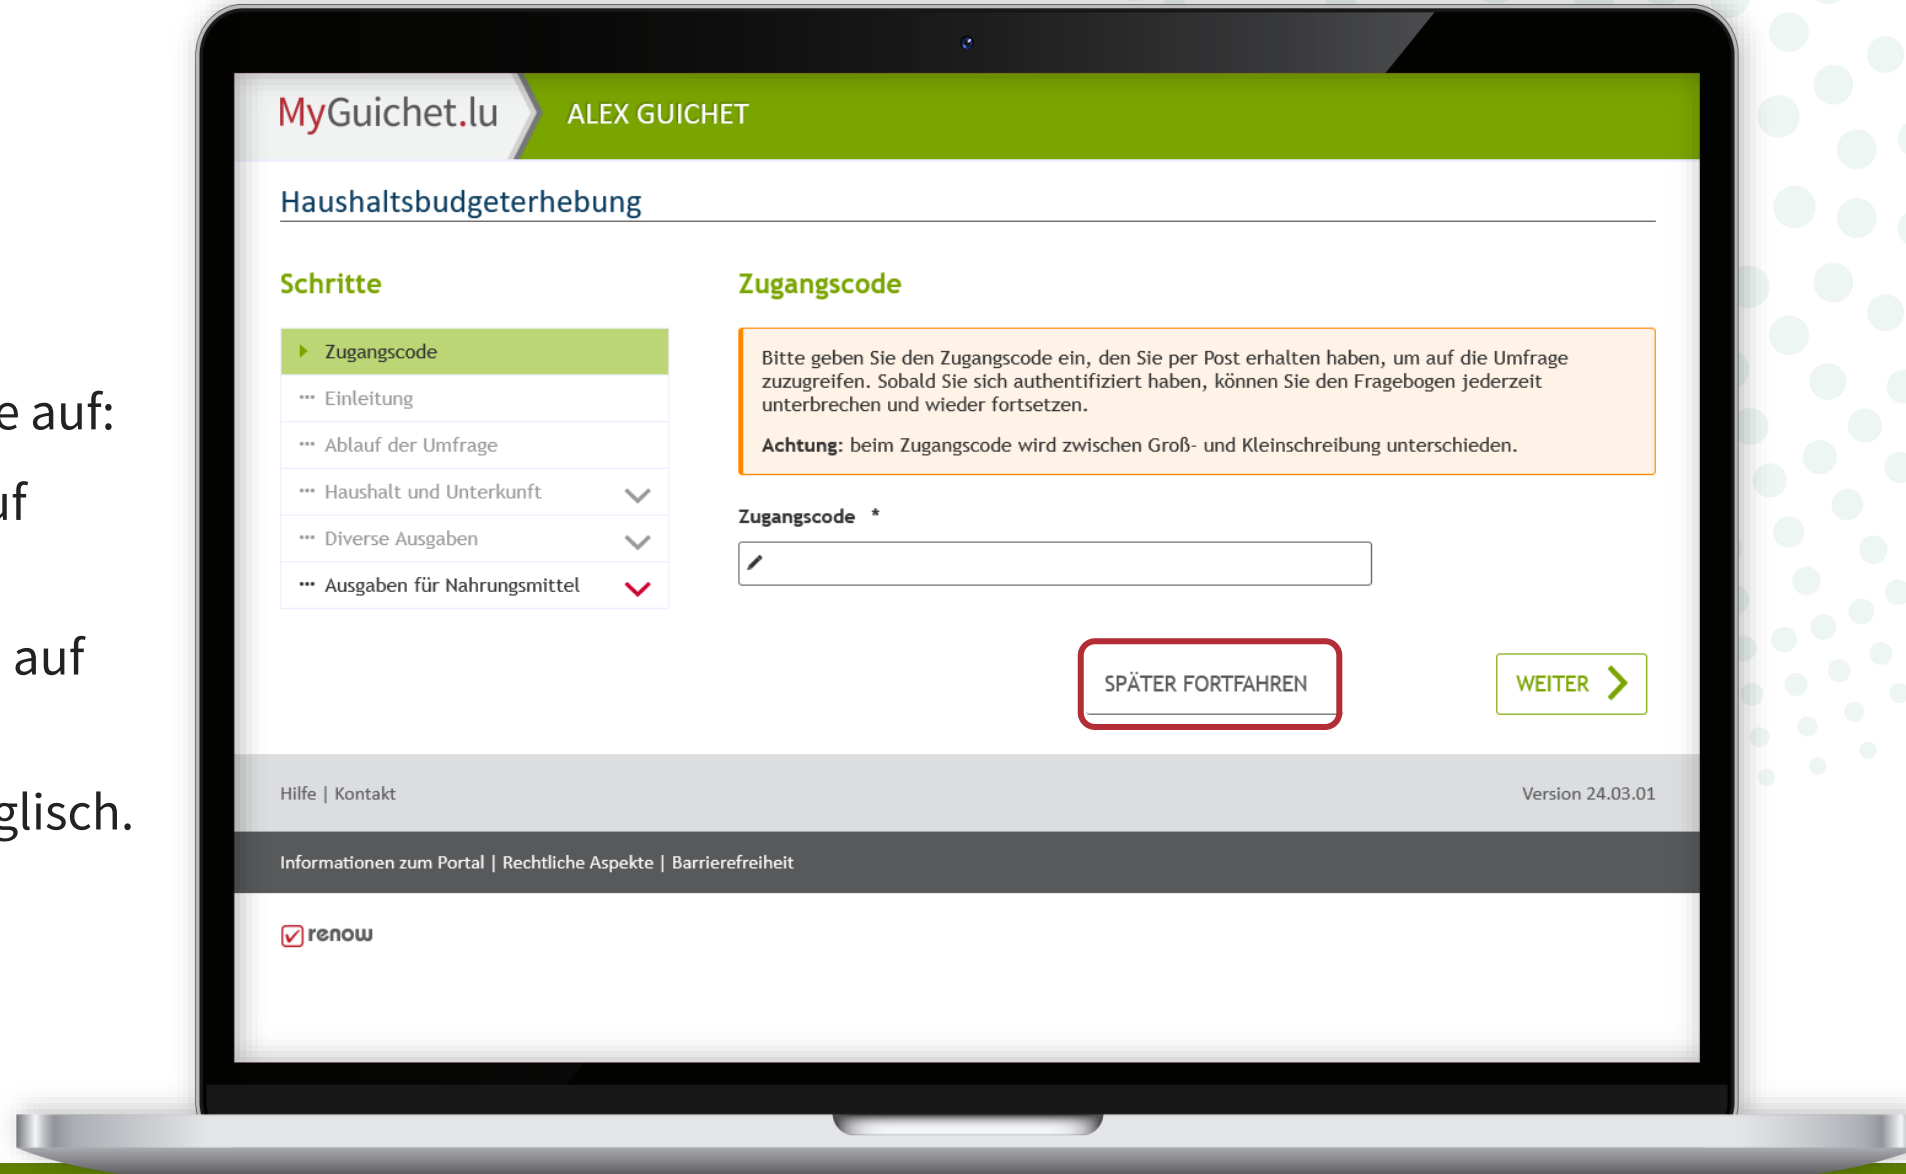 e auf:
uf
auf
glisch.
MyGuichet.lu
ALEX GUICHET
Haushaltsbudgeterhebung
Schritte
Zugangscode
Einleitung
Ablauf der Umfrage
Haushalt und Unterkunft
Diverse Ausgaben
Ausgaben für Nahrungsmittel
Zugangscode
Bitte geben Sie den Zugangscode ein, den Sie per Post erhalten haben, um auf die Umfrage
zuzugreifen. Sobald Sie sich authentifiziert haben, können Sie den Fragebogen jederzeit
unterbrechen und wieder fortsetzen.
Achtung: beim Zugangscode wird zwischen Groß- und Kleinschreibung unterschieden.
Zugangscode *
SPÄTER FORTFAHREN
WEITER
Hilfe | Kontakt
Version 24.03.01
Informationen zum Portal | Rechtliche Aspekte | Barrierefreiheit
renow